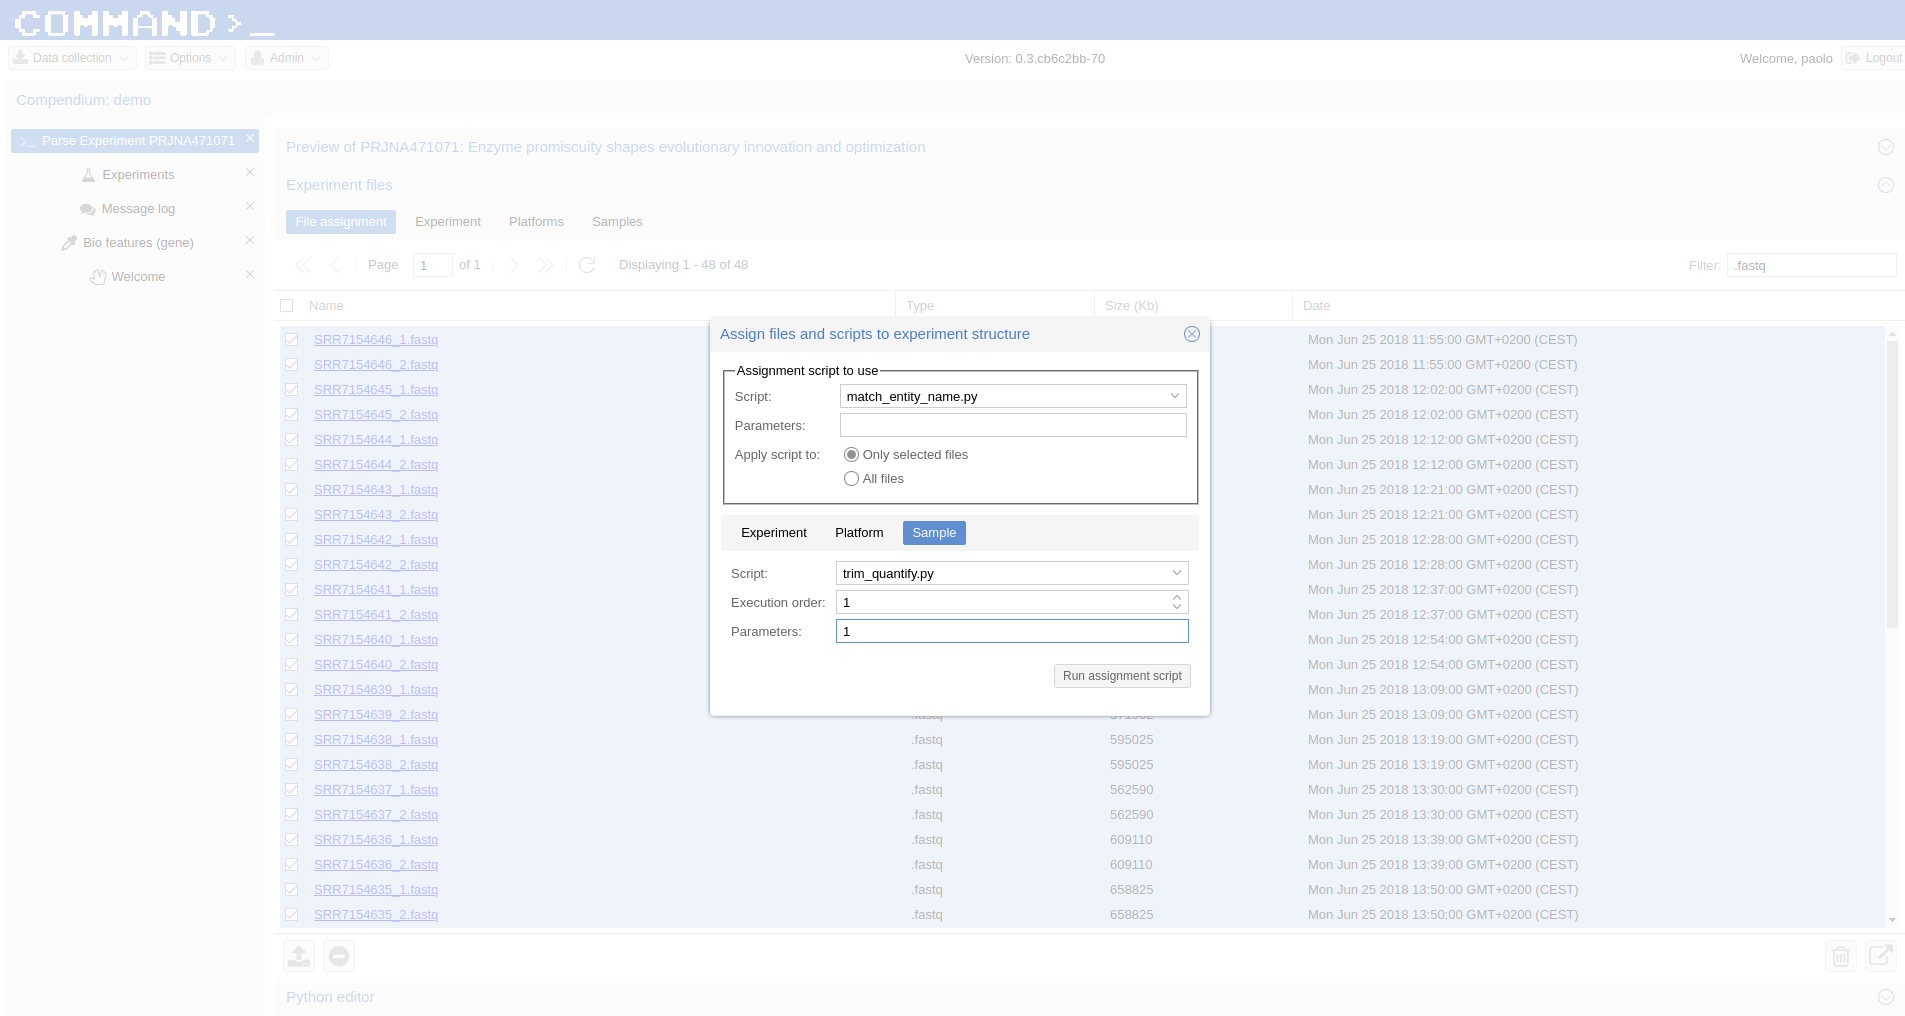 COMMAND>_
Data collection Options Admin Version: 0.3.cb6c2bb-70 Welcome, paolo Logout
Compendium: demo
>_ Parse Experiment PRJNA471071
Experiments
Message log
Bio features (gene)
Welcome
Preview of PRJNA471071: Enzyme promiscuity shapes evolutionary innovation and optimization
Experiment files
File assignment Experiment Platforms Samples
Page 1 of 1 Displaying 1 - 48 of 48 Filter: .fastq
Name Type Size (Kb) Date
SRR7154646_1.fastq Mon Jun 25 2018 11:55:00 GMT+0200 (CEST)
SRR7154646_2.fastq Mon Jun 25 2018 11:55:00 GMT+0200 (CEST)
SRR7154645_1.fastq Mon Jun 25 2018 12:02:00 GMT+0200 (CEST)
SRR7154645_2.fastq Mon Jun 25 2018 12:02:00 GMT+0200 (CEST)
SRR7154644_1.fastq Mon Jun 25 2018 12:12:00 GMT+0200 (CEST)
SRR7154644_2.fastq Mon Jun 25 2018 12:12:00 GMT+0200 (CEST)
SRR7154643_1.fastq Mon Jun 25 2018 12:21:00 GMT+0200 (CEST)
SRR7154643_2.fastq Mon Jun 25 2018 12:21:00 GMT+0200 (CEST)
SRR7154642_1.fastq Mon Jun 25 2018 12:28:00 GMT+0200 (CEST)
SRR7154642_2.fastq Mon Jun 25 2018 12:28:00 GMT+0200 (CEST)
SRR7154641_1.fastq Mon Jun 25 2018 12:37:00 GMT+0200 (CEST)
SRR7154641_2.fastq Mon Jun 25 2018 12:37:00 GMT+0200 (CEST)
SRR7154640_1.fastq Mon Jun 25 2018 12:54:00 GMT+0200 (CEST)
SRR7154640_2.fastq Mon Jun 25 2018 12:54:00 GMT+0200 (CEST)
SRR7154639_1.fastq Mon Jun 25 2018 13:09:00 GMT+0200 (CEST)
SRR7154639_2.fastq Mon Jun 25 2018 13:09:00 GMT+0200 (CEST)
SRR7154638_1.fastq .fastq 595025 Mon Jun 25 2018 13:19:00 GMT+0200 (CEST)
SRR7154638_2.fastq .fastq 595025 Mon Jun 25 2018 13:19:00 GMT+0200 (CEST)
SRR7154637_1.fastq .fastq 562590 Mon Jun 25 2018 13:30:00 GMT+0200 (CEST)
SRR7154637_2.fastq .fastq 562590 Mon Jun 25 2018 13:30:00 GMT+0200 (CEST)
SRR7154636_1.fastq .fastq 609110 Mon Jun 25 2018 13:39:00 GMT+0200 (CEST)
SRR7154636_2.fastq .fastq 609110 Mon Jun 25 2018 13:39:00 GMT+0200 (CEST)
SRR7154635_1.fastq .fastq 658825 Mon Jun 25 2018 13:50:00 GMT+0200 (CEST)
SRR7154635_2.fastq .fastq 658825 Mon Jun 25 2018 13:50:00 GMT+0200 (CEST)
Python editor
Assign files and scripts to experiment structure
Assignment script to use
Script: match_entity_name.py
Parameters:
Apply script to: Only selected files
All files
Experiment Platform Sample
Script: trim_quantify.py
Execution order: 1
Parameters: 1
Run assignment script